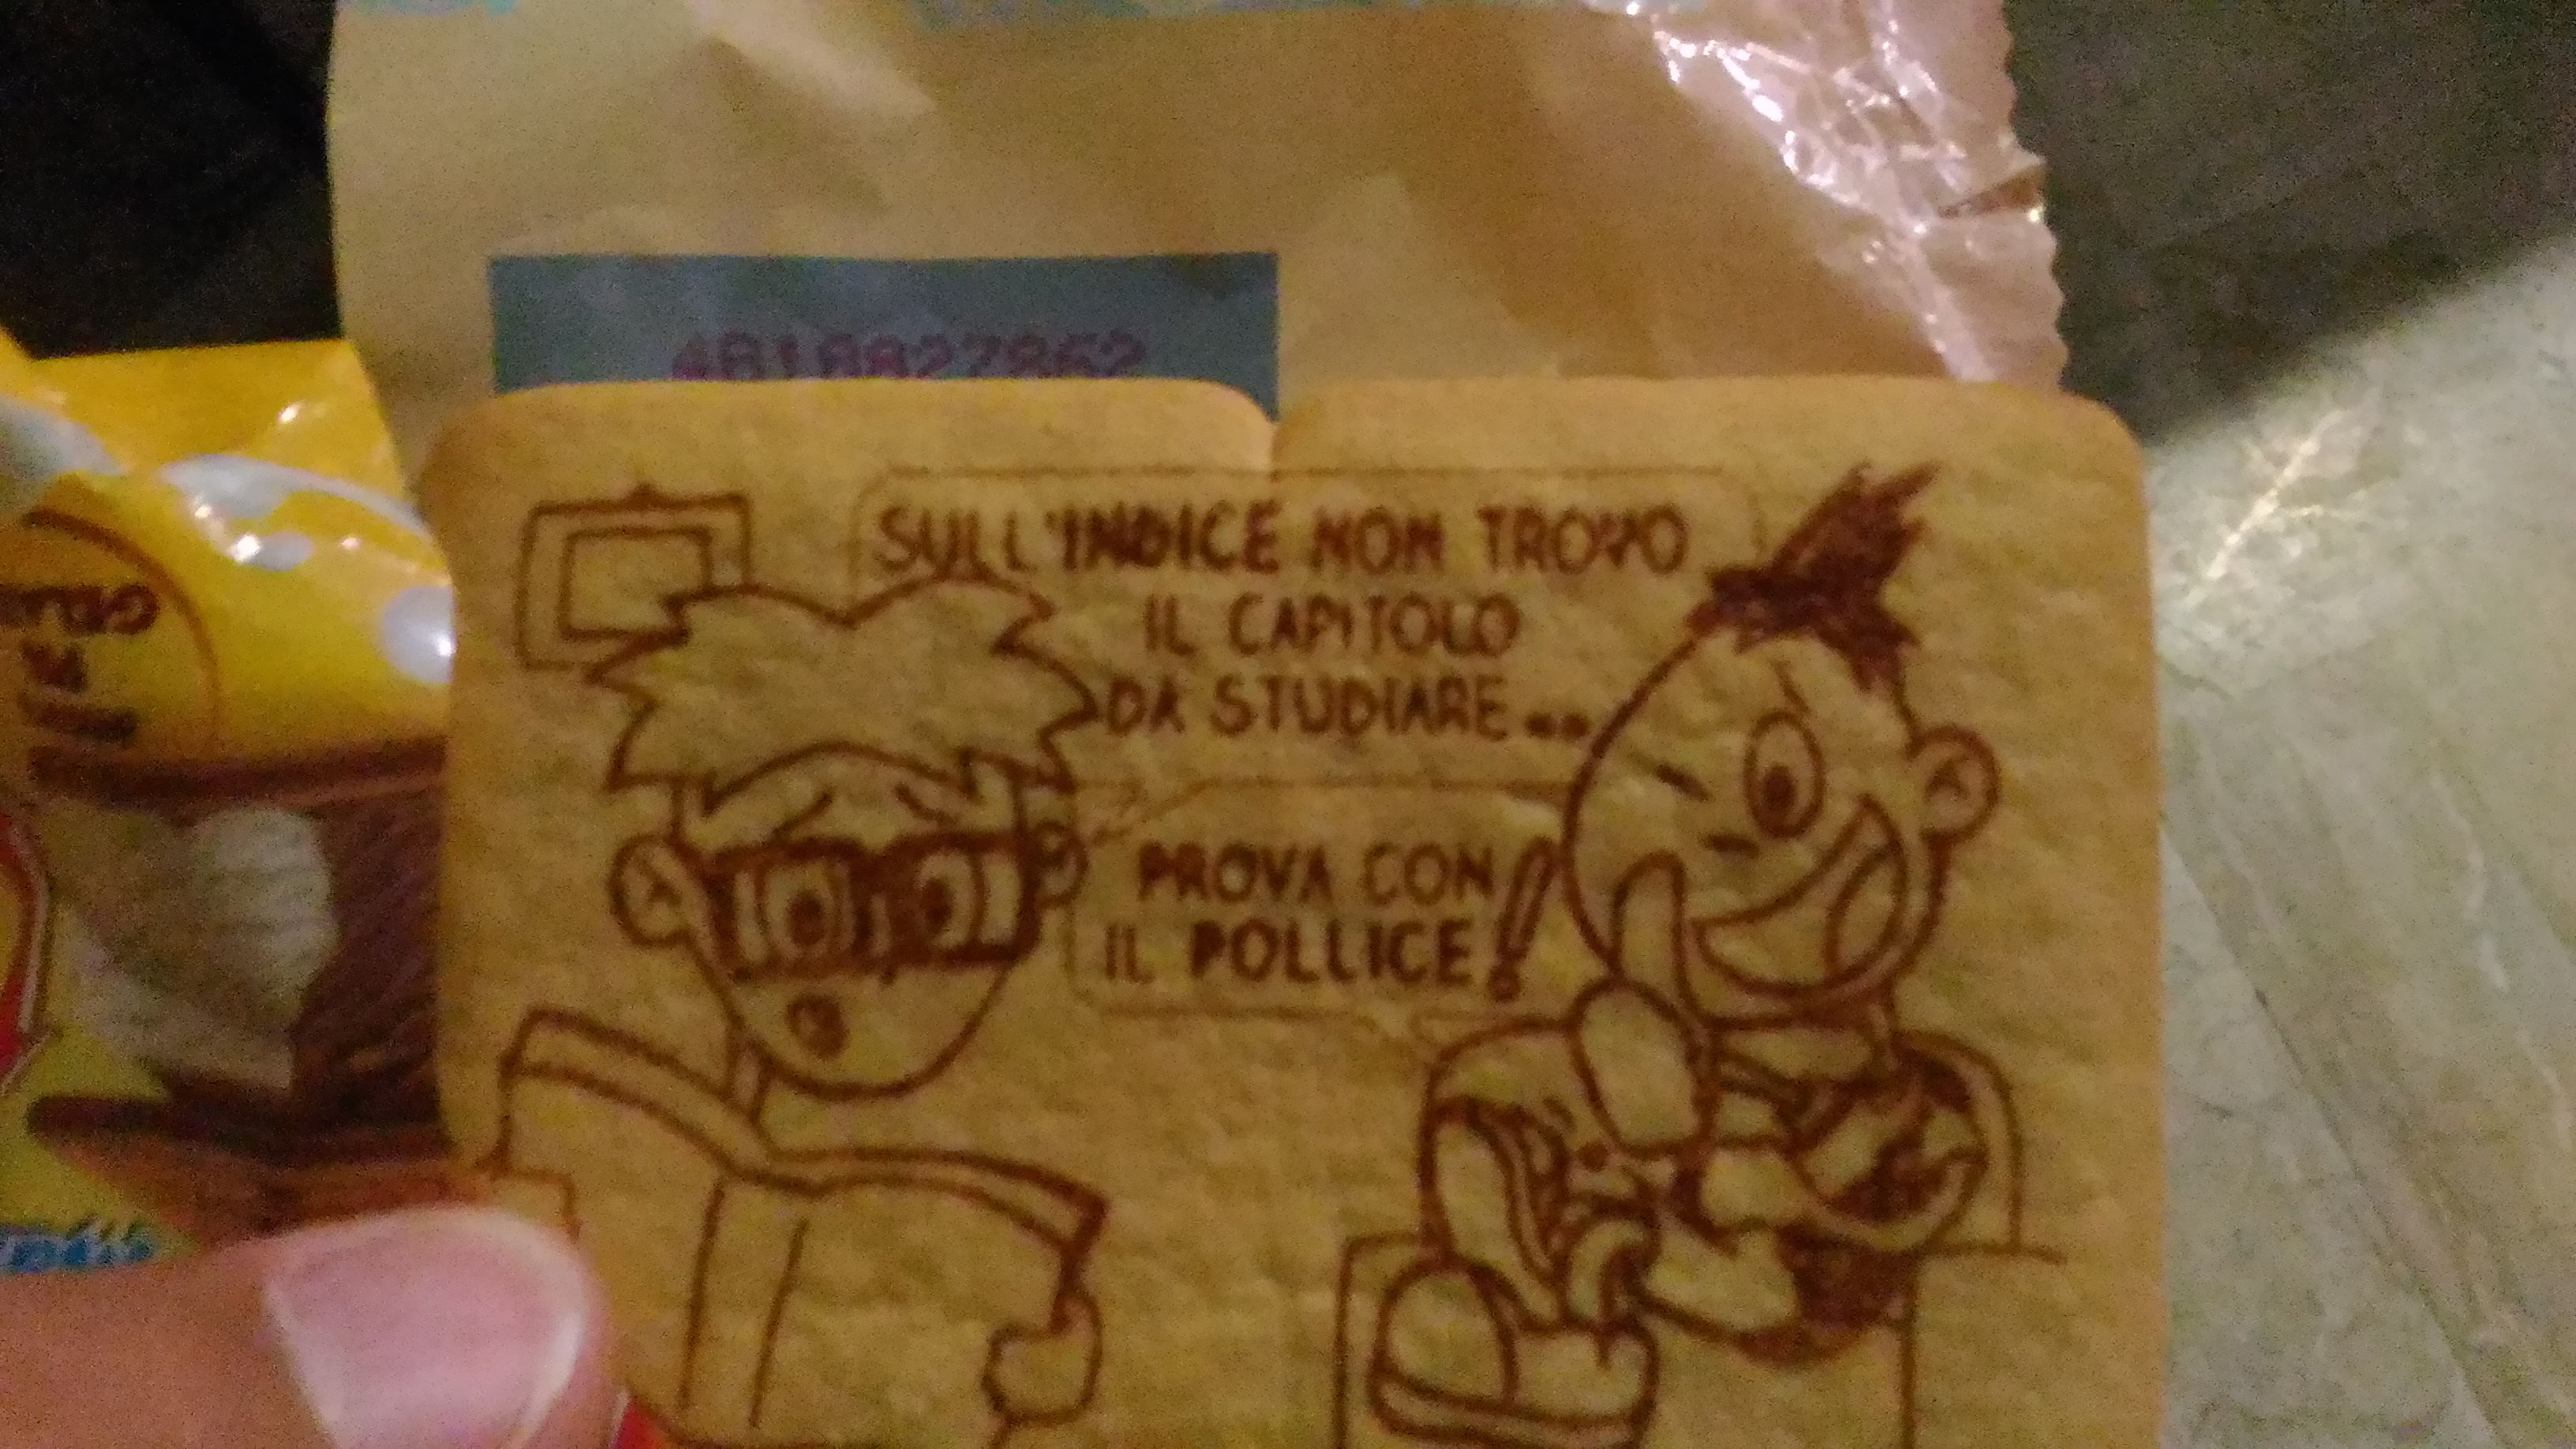 SULL'INDICE NON TROVO
IL CAPITOLO
DA STUDIARE..
PROVA CON
IL POLLICE!